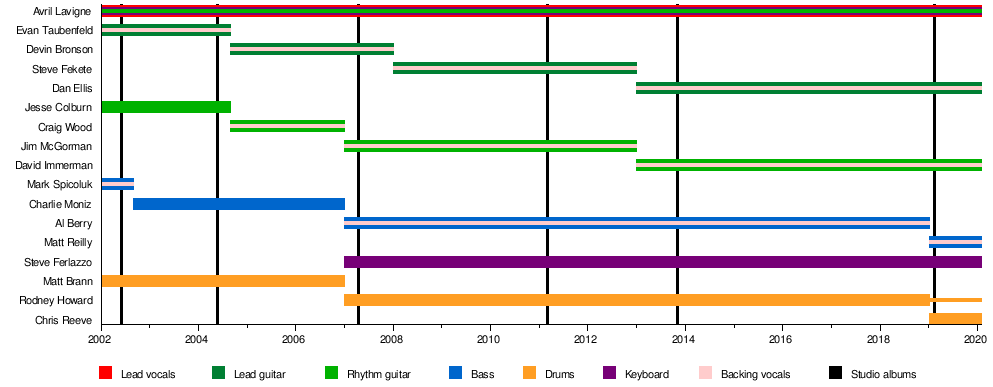 Avril Lavigne
Evan Taubenfeld
Devin Bronson
Steve Fekete
Dan Ellis
Jesse Colburn
Craig Wood
Jim McGorman
David Immerman
Mark Spicoluk
Charlie Moniz
Al Berry
Matt Reilly
Steve Ferlazzo
Matt Brann
Rodney Howard
Chris Reeve
2002 2004 2006 2008 2010 2012 2014 2016 2018 2020
Lead vocals Lead guitar Rhythm guitar Bass Drums Keyboard Backing vocals Studio albums